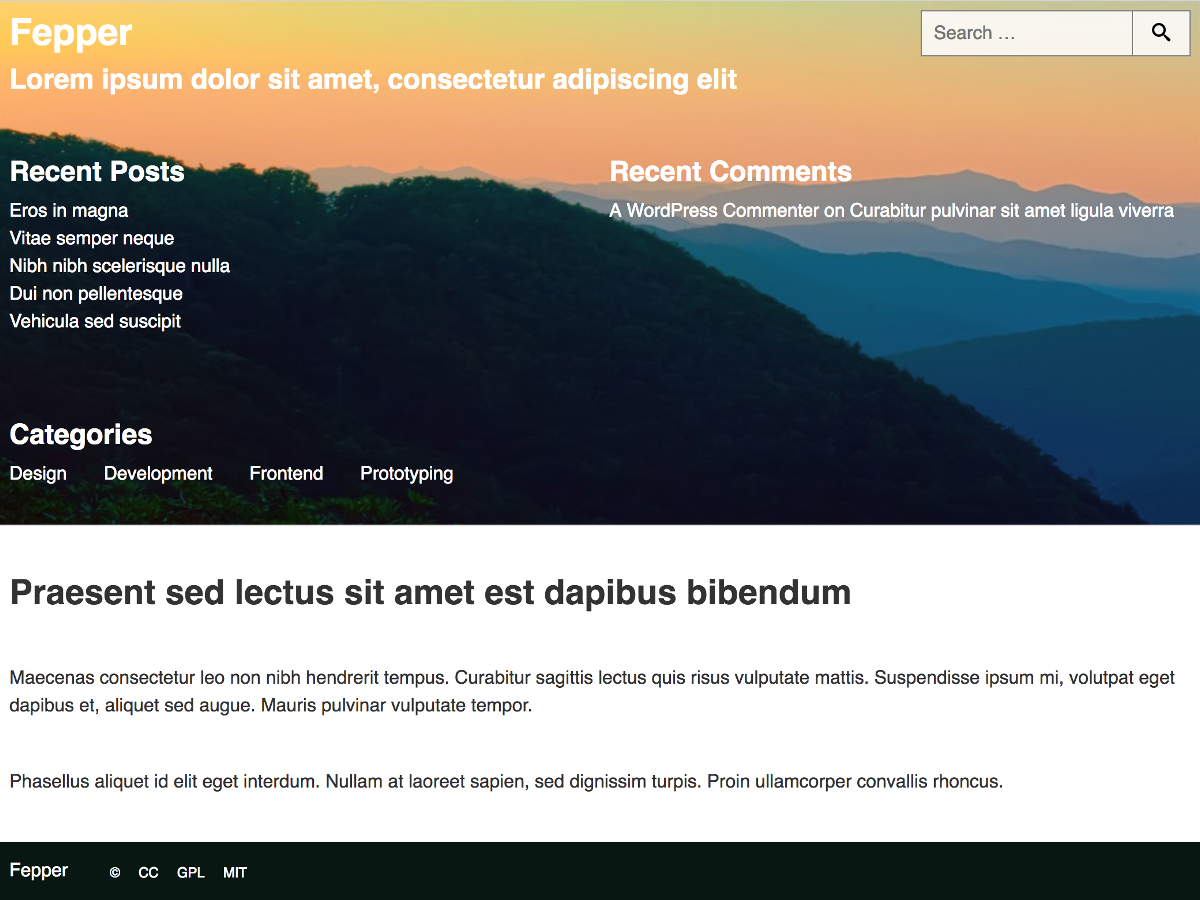 Fepper
Search …
Lorem ipsum dolor sit amet, consectetur adipiscing elit
Recent Posts
Eros in magna
Vitae semper neque
Nibh nibh scelerisque nulla
Dui non pellentesque
Vehicula sed suscipit
Recent Comments
A WordPress Commenter on Curabitur pulvinar sit amet ligula viverra
Categories
Design Development Frontend Prototyping
Praesent sed lectus sit amet est dapibus bibendum
Maecenas consectetur leo non nibh hendrerit tempus. Curabitur sagittis lectus quis risus vulputate mattis. Suspendisse ipsum mi, volutpat eget
dapibus et, aliquet sed augue. Mauris pulvinar vulputate tempor.
Phasellus aliquet id elit eget interdum. Nullam at laoreet sapien, sed dignissim turpis. Proin ullamcorper convallis rhoncus.
Fepper © CC GPL MIT